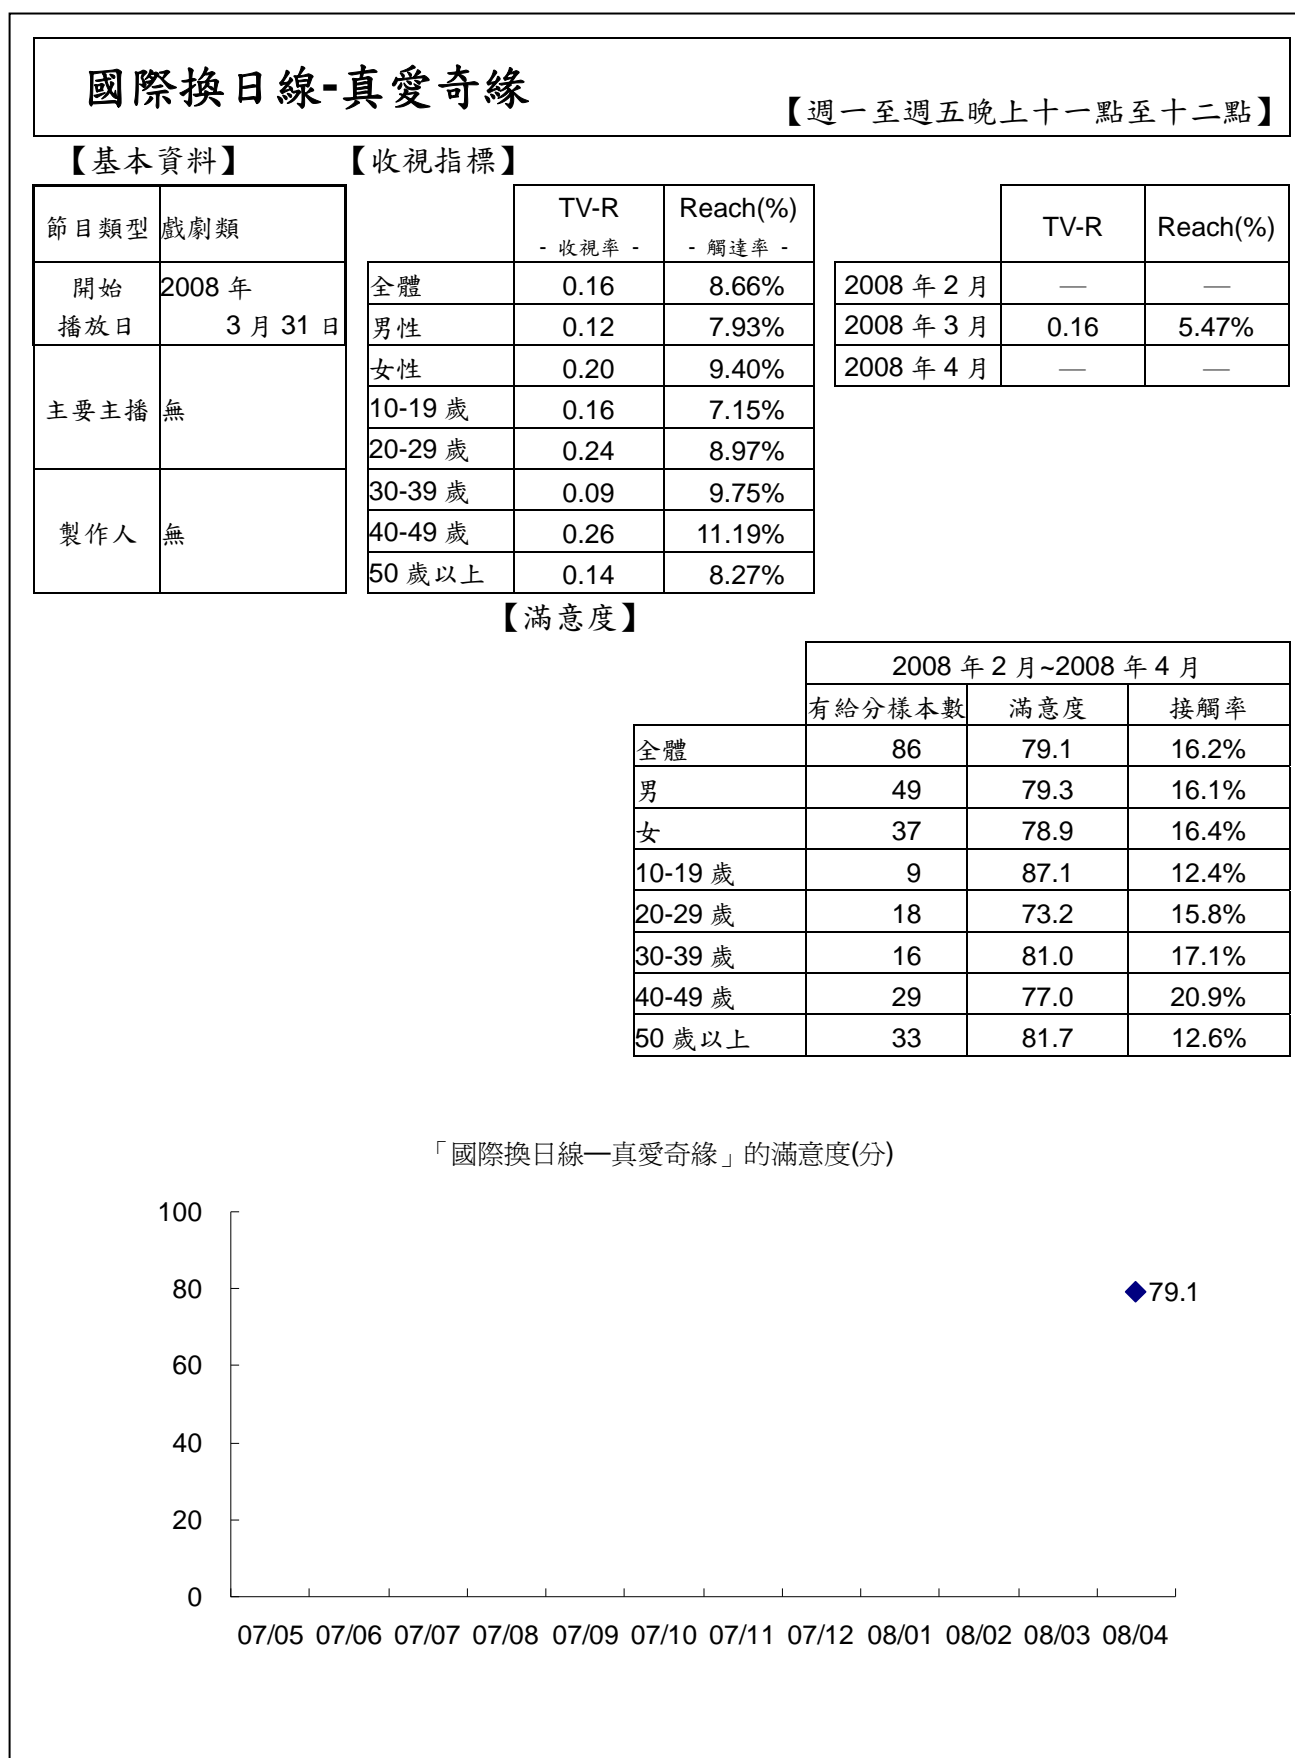 國際換日線-真愛奇緣
【週一至週五晚上十一點至十二點】
【基本資料】 【收視指標】
節目類型 戲劇類
開始播放日 2008 年 3 月 31 日
主要主播 無
製作人 無
TV-R Reach(%)
- 收視率 - - 觸達率 -
全體 0.16 8.66%
男性 0.12 7.93%
女性 0.20 9.40%
10-19 歲 0.16 7.15%
20-29 歲 0.24 8.97%
30-39 歲 0.09 9.75%
40-49 歲 0.26 11.19%
50 歲以上 0.14 8.27%
TV-R Reach(%)
2008 年 2 月 — —
2008 年 3 月 0.16 5.47%
2008 年 4 月 — —
【滿意度】
2008 年 2 月~2008 年 4 月
有給分樣本數 滿意度 接觸率
全體 86 79.1 16.2%
男 49 79.3 16.1%
女 37 78.9 16.4%
10-19 歲 9 87.1 12.4%
20-29 歲 18 73.2 15.8%
30-39 歲 16 81.0 17.1%
40-49 歲 29 77.0 20.9%
50 歲以上 33 81.7 12.6%
「國際換日線—真愛奇緣」的滿意度(分)
100
80
60
40
20
0
79.1
07/05 07/06 07/07 07/08 07/09 07/10 07/11 07/12 08/01 08/02 08/03 08/04